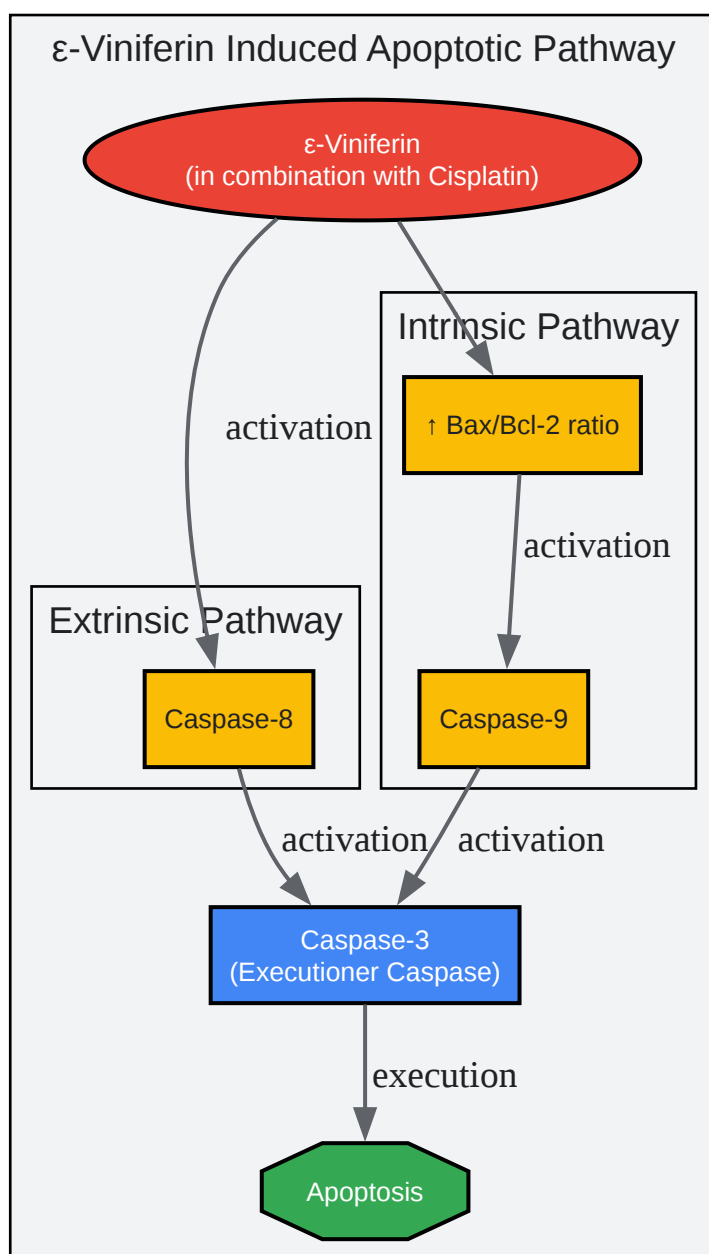 ε-Viniferin Induced Apoptotic Pathway
ε-Viniferin
(in combination with Cisplatin)
Intrinsic Pathway
↑ Bax/Bcl-2 ratio
activation
activation
Extrinsic Pathway
Caspase-8
Caspase-9
activation
activation
Caspase-3
(Executioner Caspase)
execution
Apoptosis